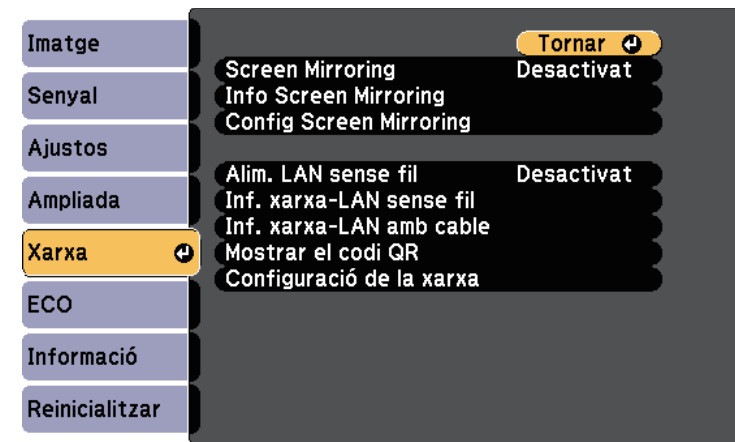 Imatge
Senyal
Ajustos
Ampliada
Xarxa
ECO
Informació
Reinicialitzar
Tornar
Screen Mirroring Desactivat
Info Screen Mirroring
Config Screen Mirroring
Alim. LAN sense fil Desactivat
Inf. xarxa-LAN sense fil
Inf. xarxa-LAN amb cable
Mostrar el codi QR
Configuració de la xarxa